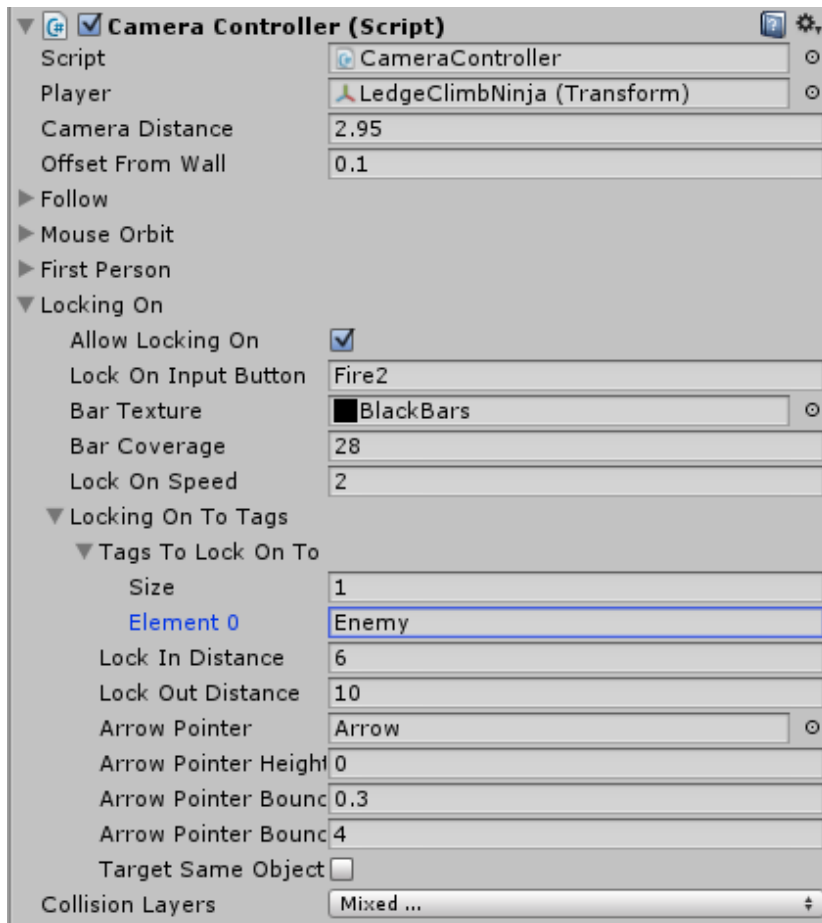 Camera Controller (Script)
Script CameraController
Player LedgeClimbNinja (Transform)
Camera Distance 2.95
Offset From Wall 0.1
Follow
Mouse Orbit
First Person
Locking On
Allow Locking On
Lock On Input Button Fire2
Bar Texture BlackBars
Bar Coverage 28
Lock On Speed 2
Locking On To Tags
Tags To Lock On To
Size 1
Element 0 Enemy
Lock In Distance 6
Lock Out Distance 10
Arrow Pointer Arrow
Arrow Pointer Height 0
Arrow Pointer Bounc 0.3
Arrow Pointer Bounc 4
Target Same Object
Collision Layers Mixed ...